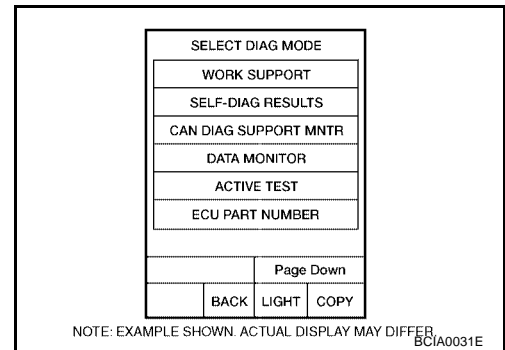 SELECT DIAG MODE
WORK SUPPORT
SELF-DIAG RESULTS
CAN DIAG SUPPORT MNTR
DATA MONITOR
ACTIVE TEST
ECU PART NUMBER
Page Down
BACK LIGHT COPY
NOTE: EXAMPLE SHOWN. ACTUAL DISPLAY MAY DIFFER.
BCIA0031E